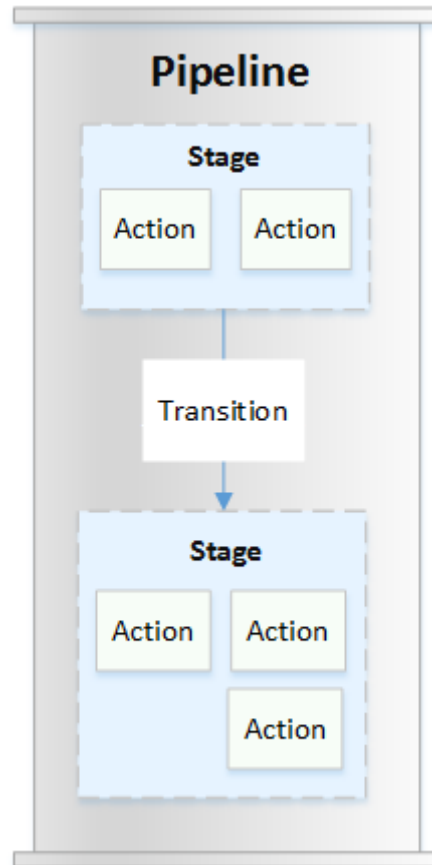 Pipeline
Stage
Action Action
Transition
Stage
Action Action
Action